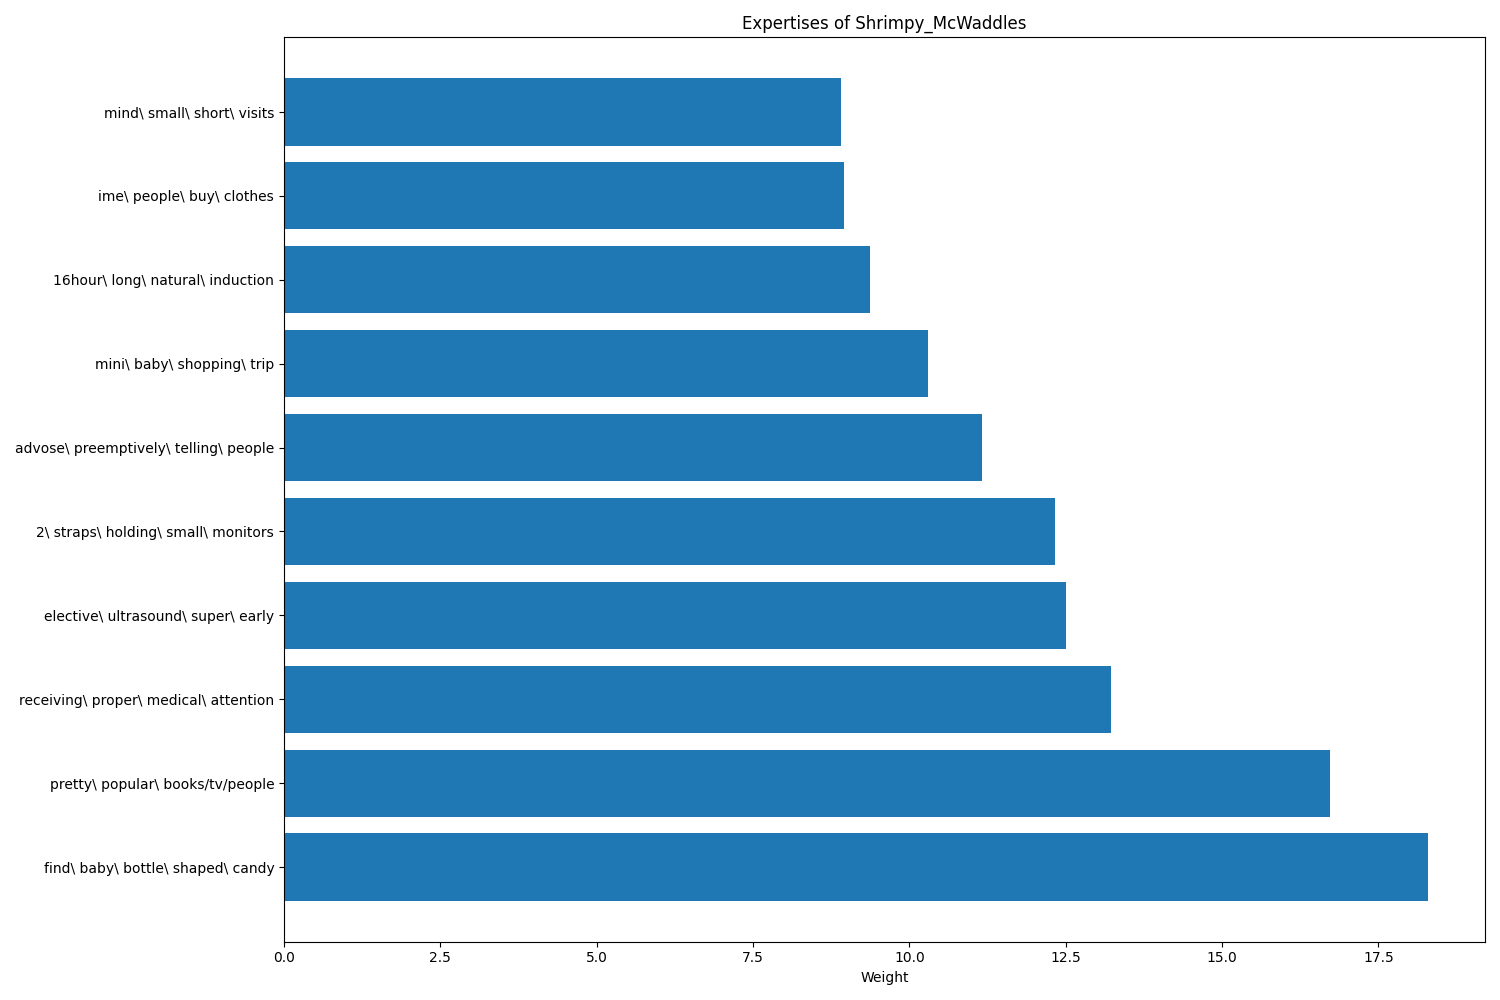 Expertises of Shrimpy_McWaddles
mind\ small\ short\ visits
ime\ people\ buy\ clothes
16hour\ long\ natural\ induction
mini\ baby\ shopping\ trip
advose\ preemptively\ telling\ people
2\ straps\ holding\ small\ monitors
elective\ ultrasound\ super\ early
receiving\ proper\ medical\ attention
pretty\ popular\ books/tv/people
find\ baby\ bottle\ shaped\ candy
0.0 2.5 5.0 7.5 10.0 12.5 15.0 17.5
Weight